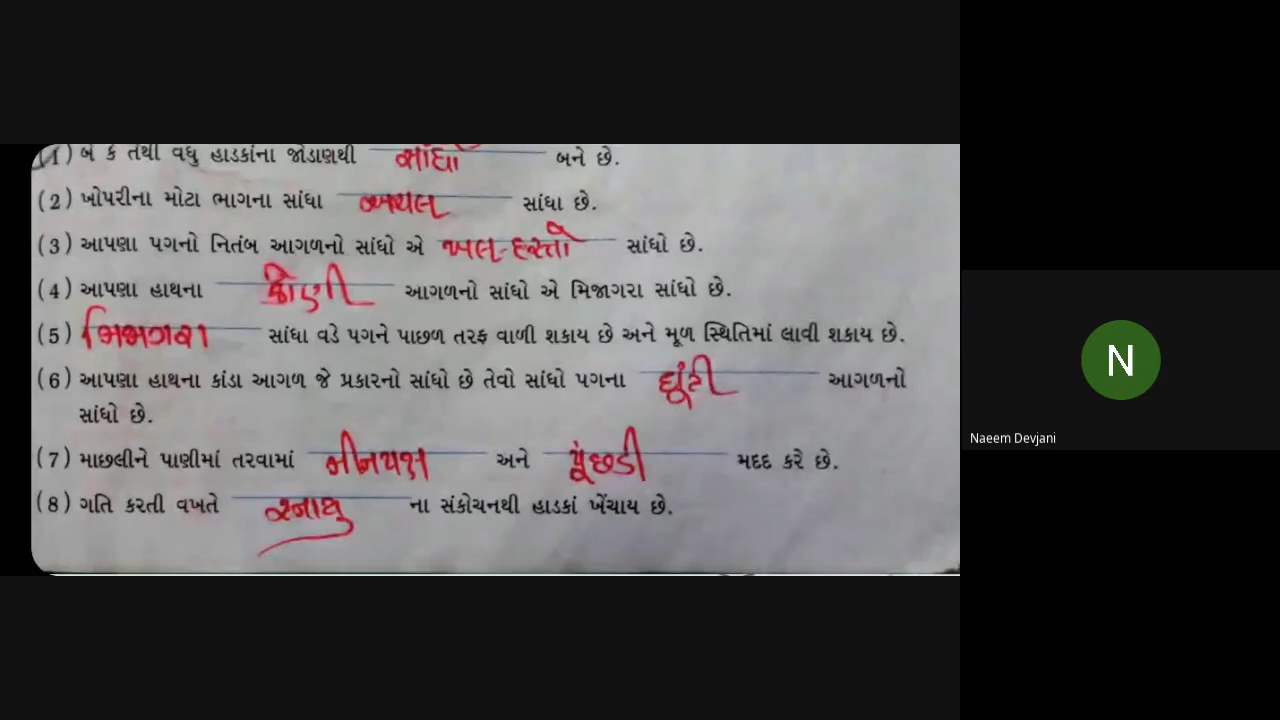 (1) બે કે તેથી વધુ હાડકાંના જોડાણથી સાંધો બને છે.
(2) ખોપરીના મોટા ભાગના સાંધા અચલ સાંધા છે.
(3) આપણા પગનો નિતંબ આગળનો સાંધો એ ખલ-દસ્તો સાંધો છે.
(4) આપણા હાથના કોણી આગળનો સાંધો એ મિજાગરા સાંધો છે.
(5) મિજાગરા સાંધા વડે પગને પાછળ તરફ વાળી શકાય છે અને મૂળ સ્થિતિમાં લાવી શકાય છે.
(6) આપણા હાથના કાંડા આગળ જે પ્રકારનો સાંધો છે તેવો સાંધો પગના ઘૂંટી આગળનો
સાંધો છે.
(7) માછલીને પાણીમાં તરવામાં મીનપક્ષ અને પૂંછડી મદદ કરે છે.
(8) ગતિ કરતી વખતે સ્નાયુ ના સંકોચનથી હાડકાં ખેંચાય છે.
N
Naeem Devjani